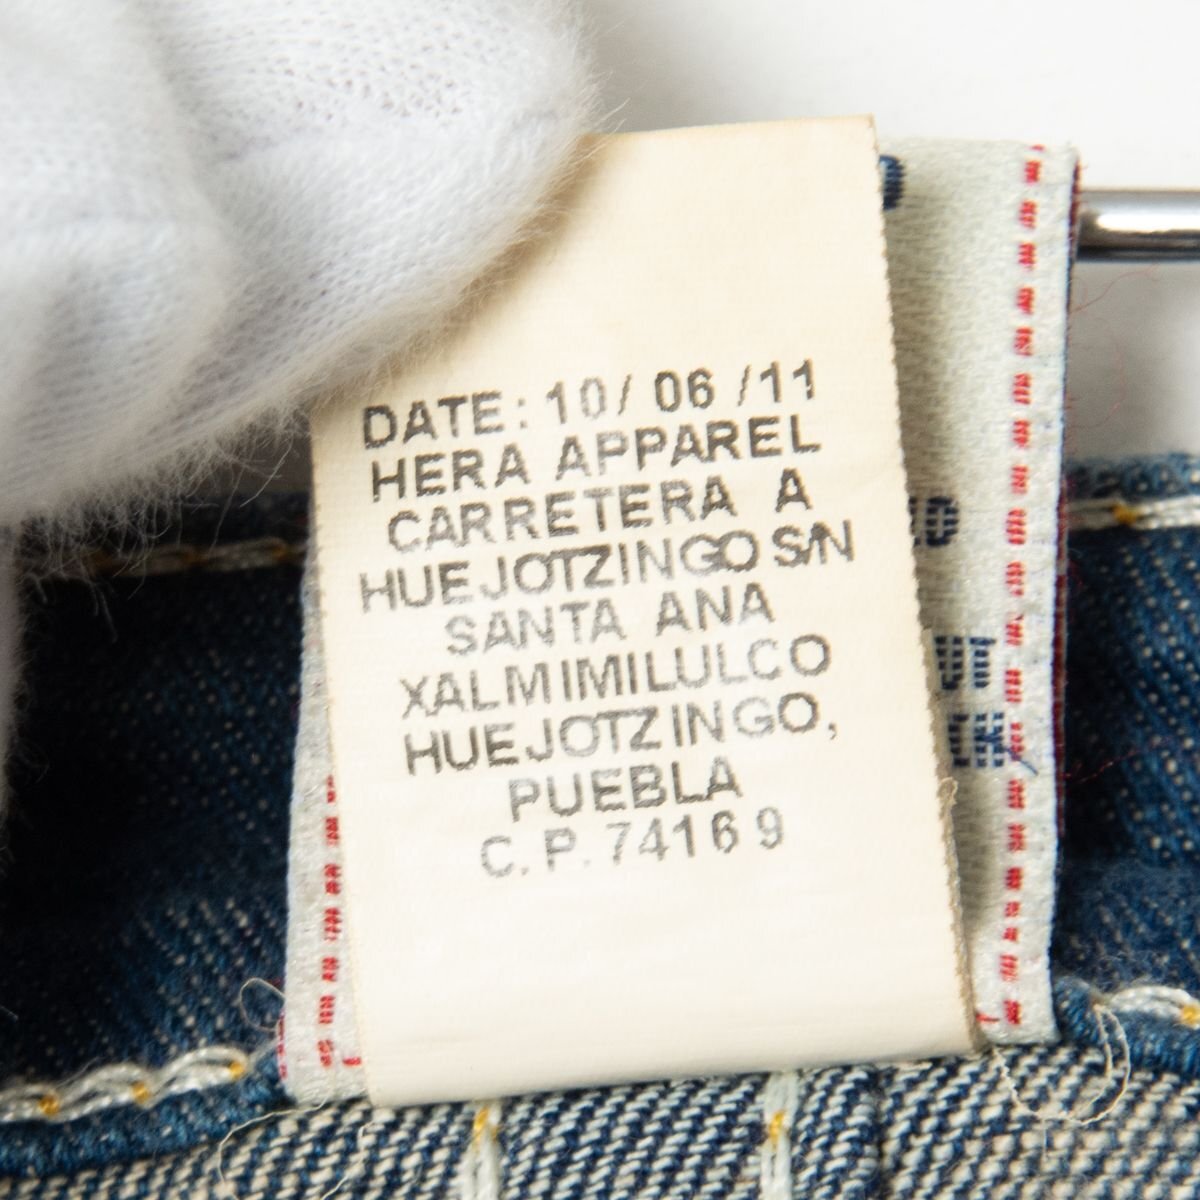 DATE: 10/ 06 /11
HERA APPAREL
CARRETERA A
HUEJOTZINGO S/N
SANTA ANA
XALMIMILULCO
HUEJOTZINGO,
PUEBLA
C.P. 74169